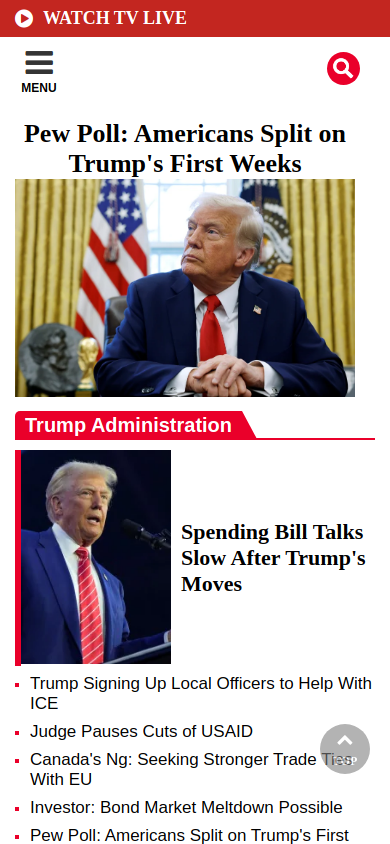 WATCH TV LIVE
MENU
Pew Poll: Americans Split on
Trump's First Weeks
Trump Administration
Spending Bill Talks
Slow After Trump's
Moves
Trump Signing Up Local Officers to Help With
ICE
Judge Pauses Cuts of USAID
Canada's Ng: Seeking Stronger Trade Ties
With EU
Investor: Bond Market Meltdown Possible
Pew Poll: Americans Split on Trump's First